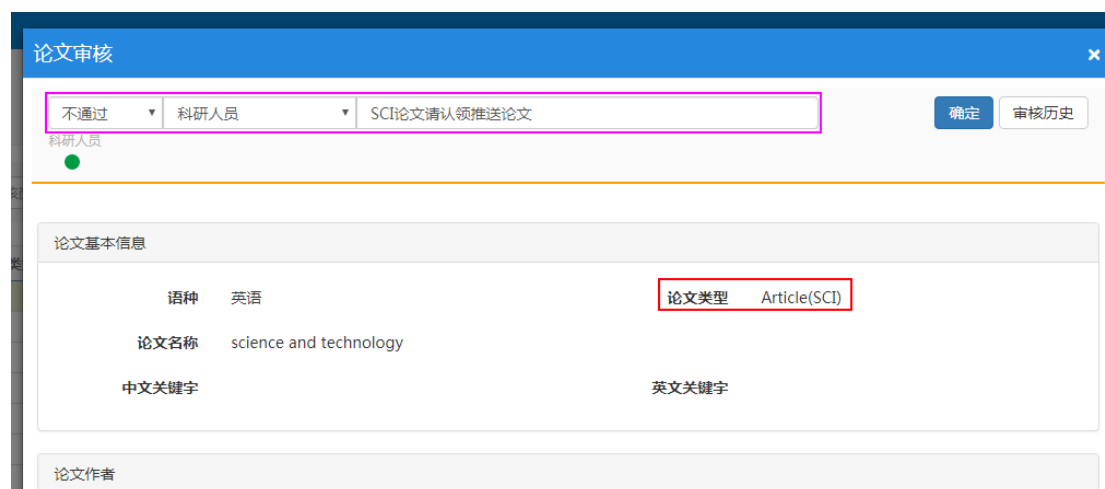 论文审核 ×
不通过 科研人员 SCI论文请认领推送论文 确定 审核历史
科研人员
论文基本信息
语种 英语 论文类型 Article(SCI)
论文名称 science and technology
中文关键字 英文关键字
论文作者